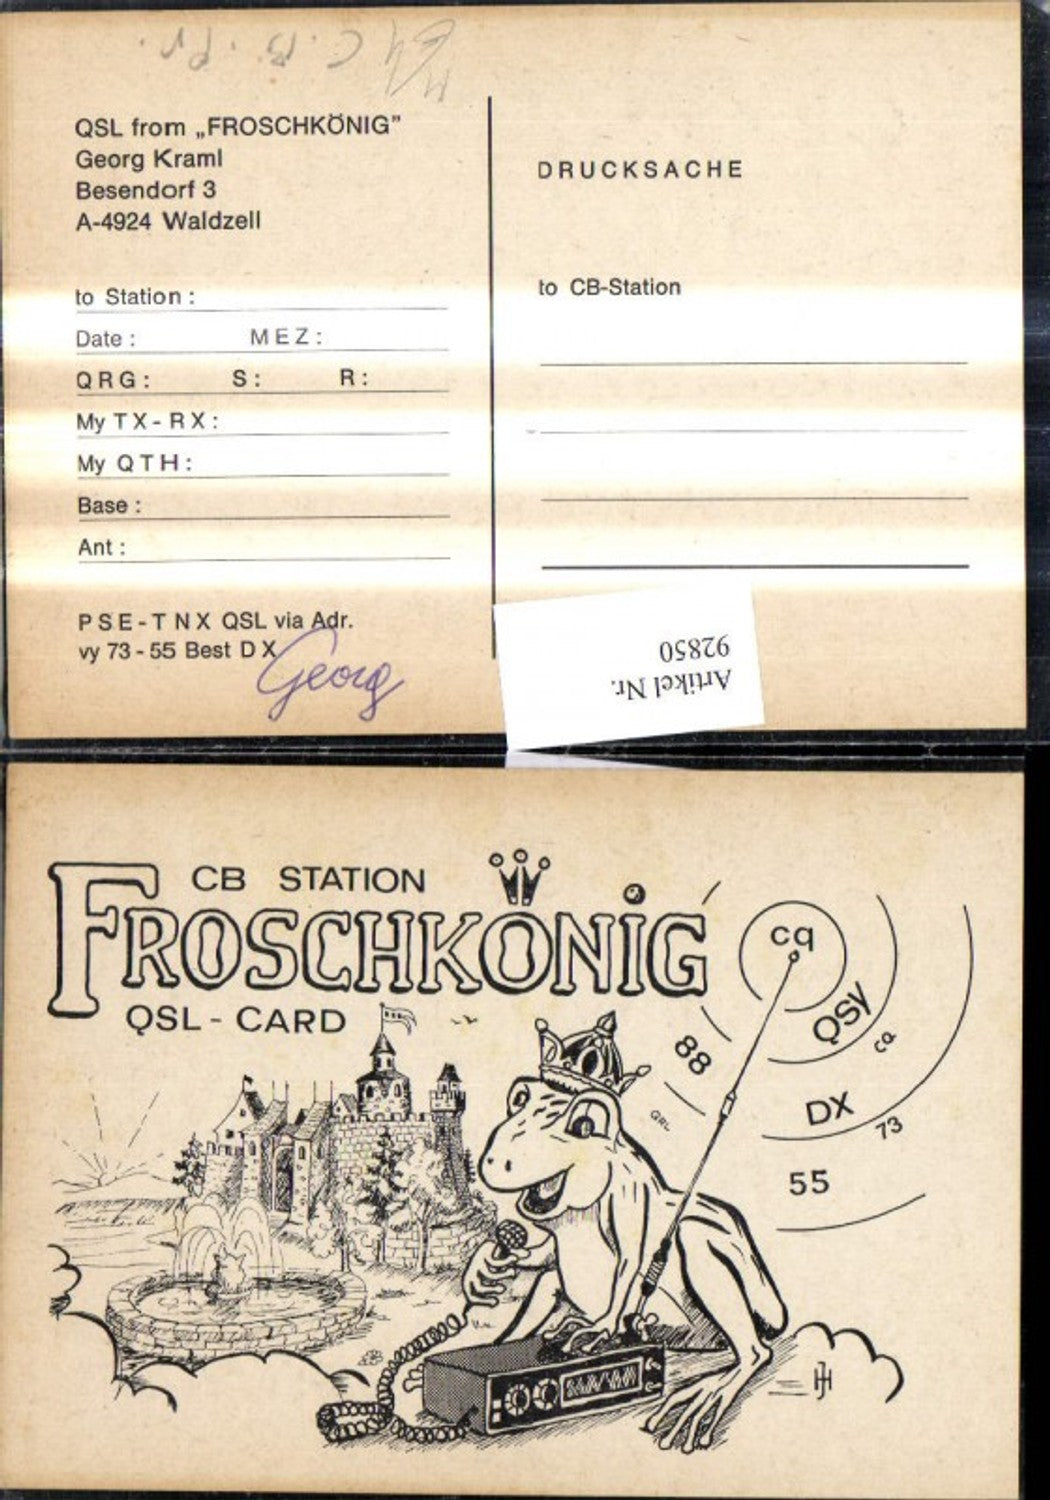 QSL from „FROSCHKÖNIG”
Georg Kraml
Besendorf 3
A-4924 Waldzell
to Station :
Date : MEZ :
QRG : S : R :
My TX - RX :
My QTH :
Base :
Ant :
PSE - TNX QSL via Adr.
vy 73 - 55 Best DX
Georg
DRUCKSACHE
to CB-Station
Artikel Nr.
92850
CB STATION
FROSCHKÖNIG
QSL - CARD
cq
QSY
cq
88
QRL
DX
73
55